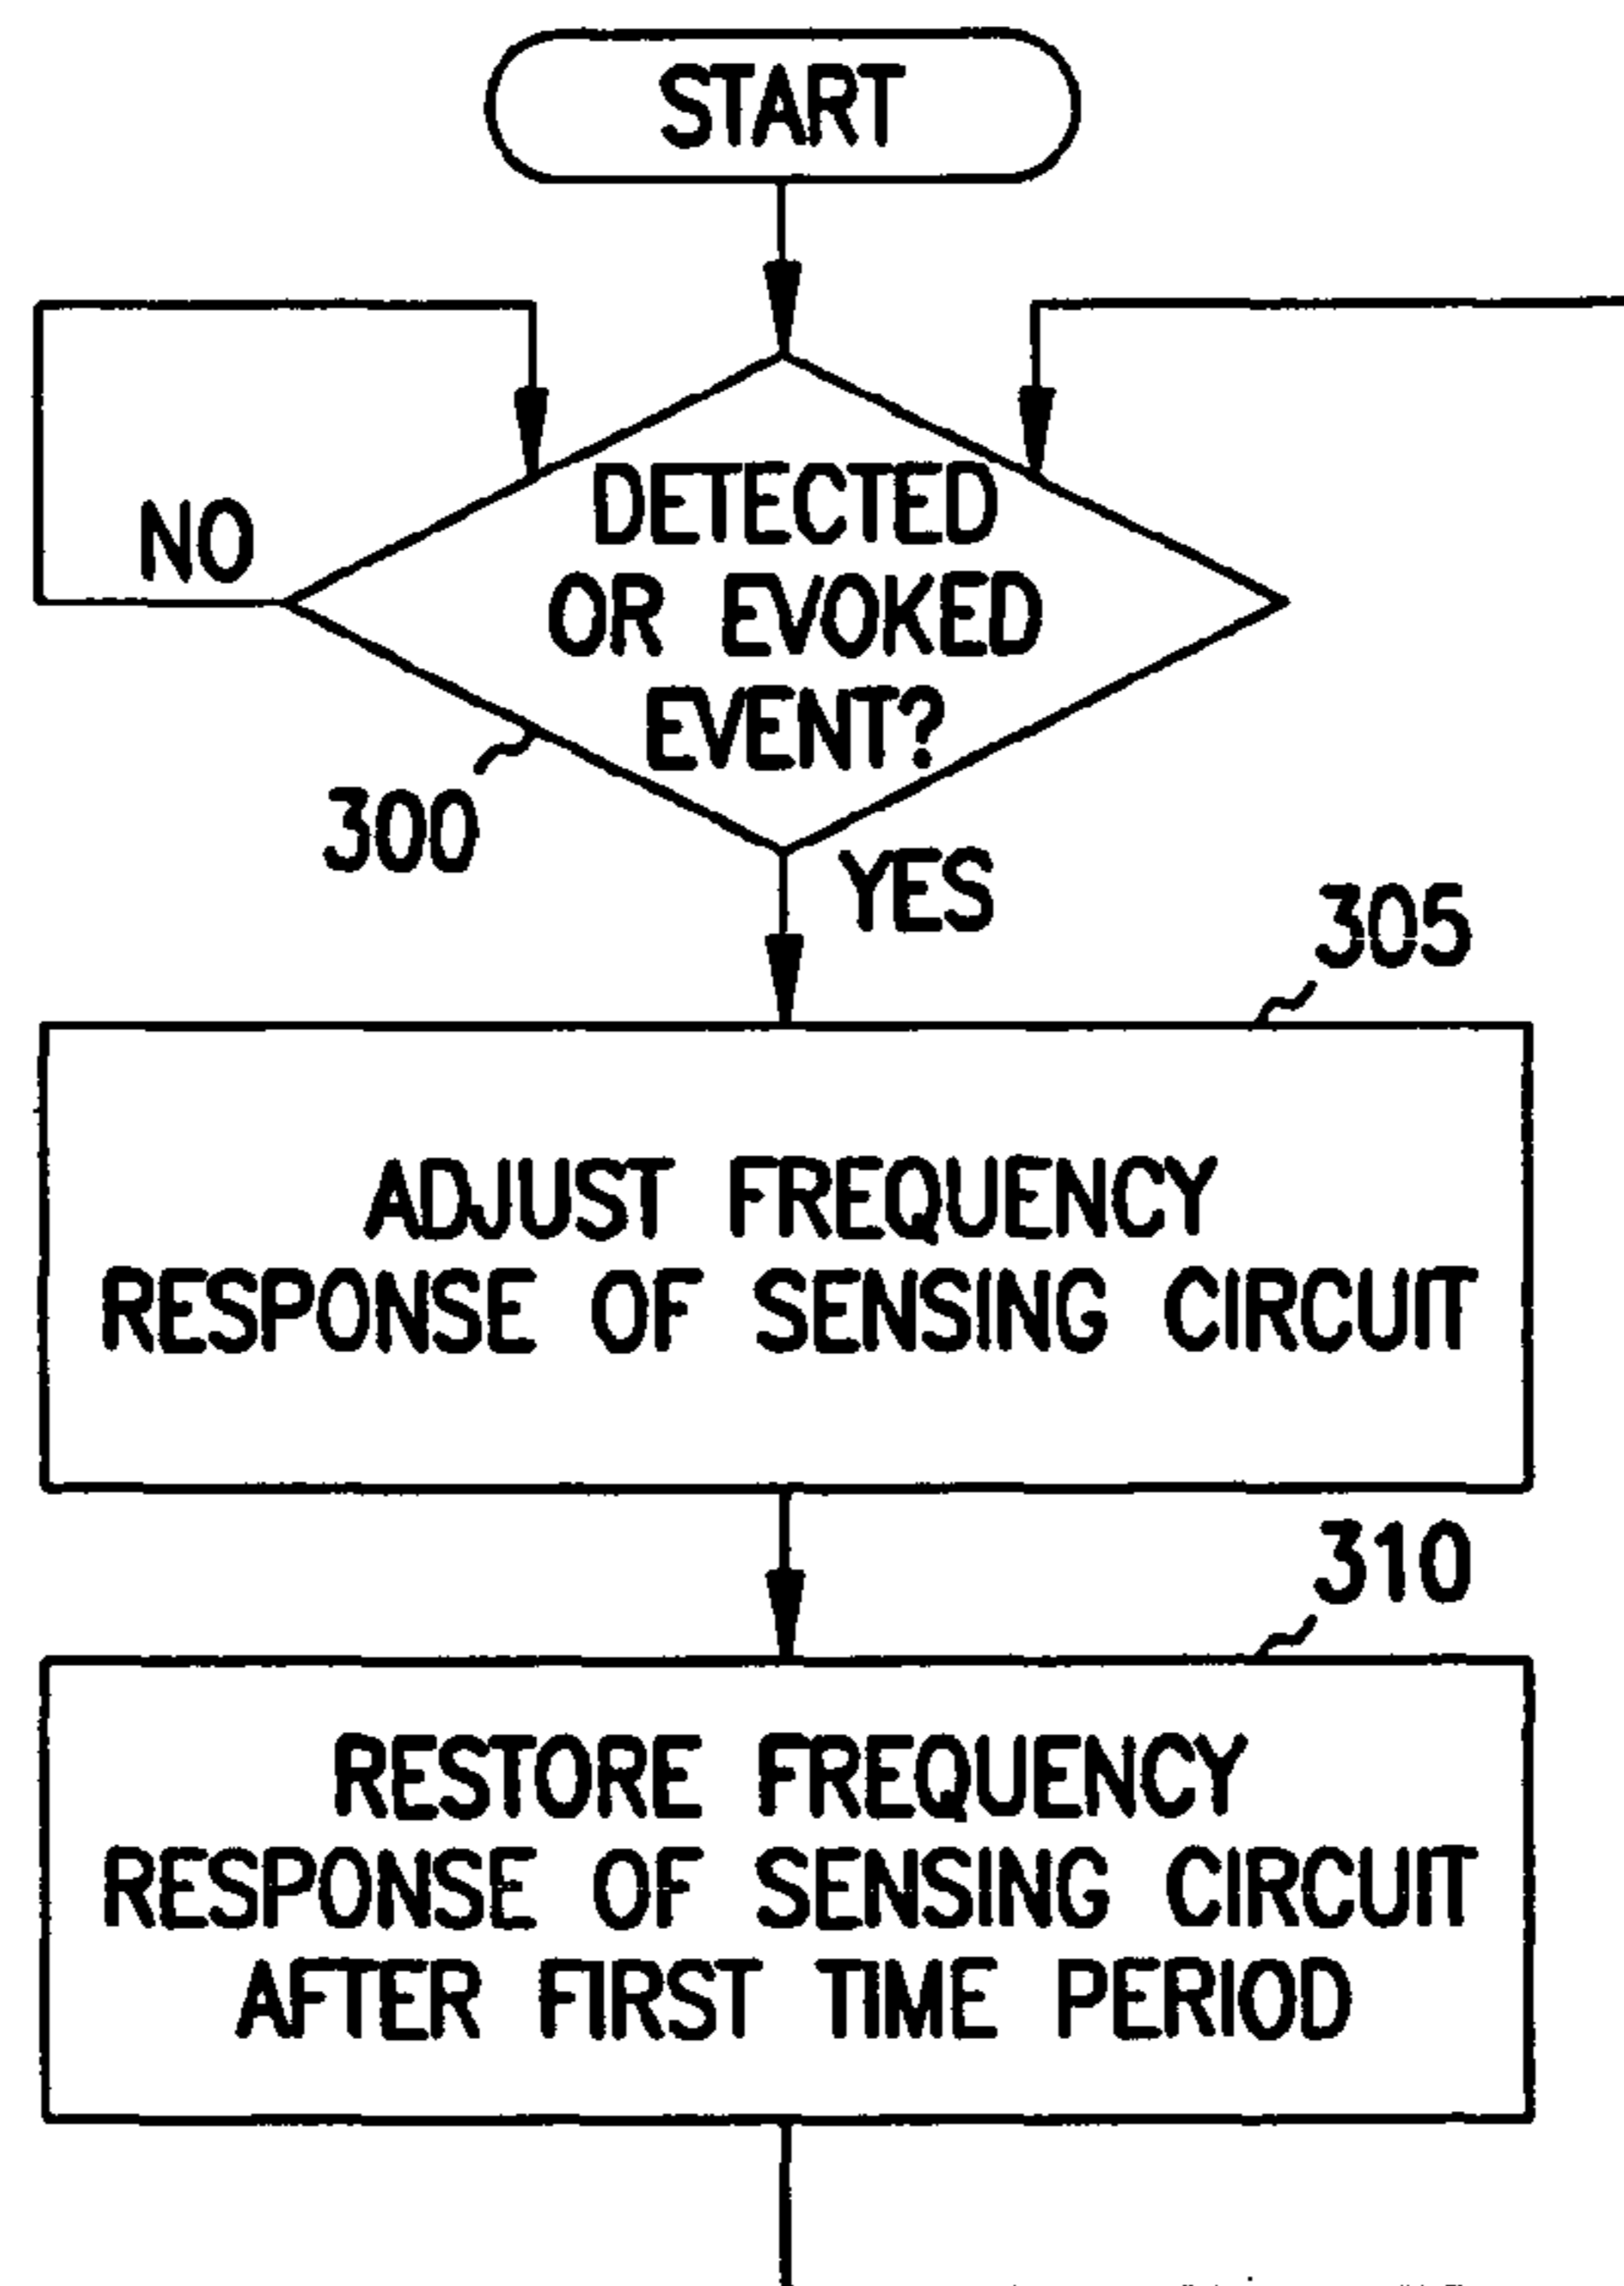 START
NO
DETECTED
OR EVOKED
EVENT?
300
YES
305
ADJUST FREQUENCY
RESPONSE OF SENSING CIRCUIT
310
RESTORE FREQUENCY
RESPONSE OF SENSING CIRCUIT
AFTER FIRST TIME PERIOD